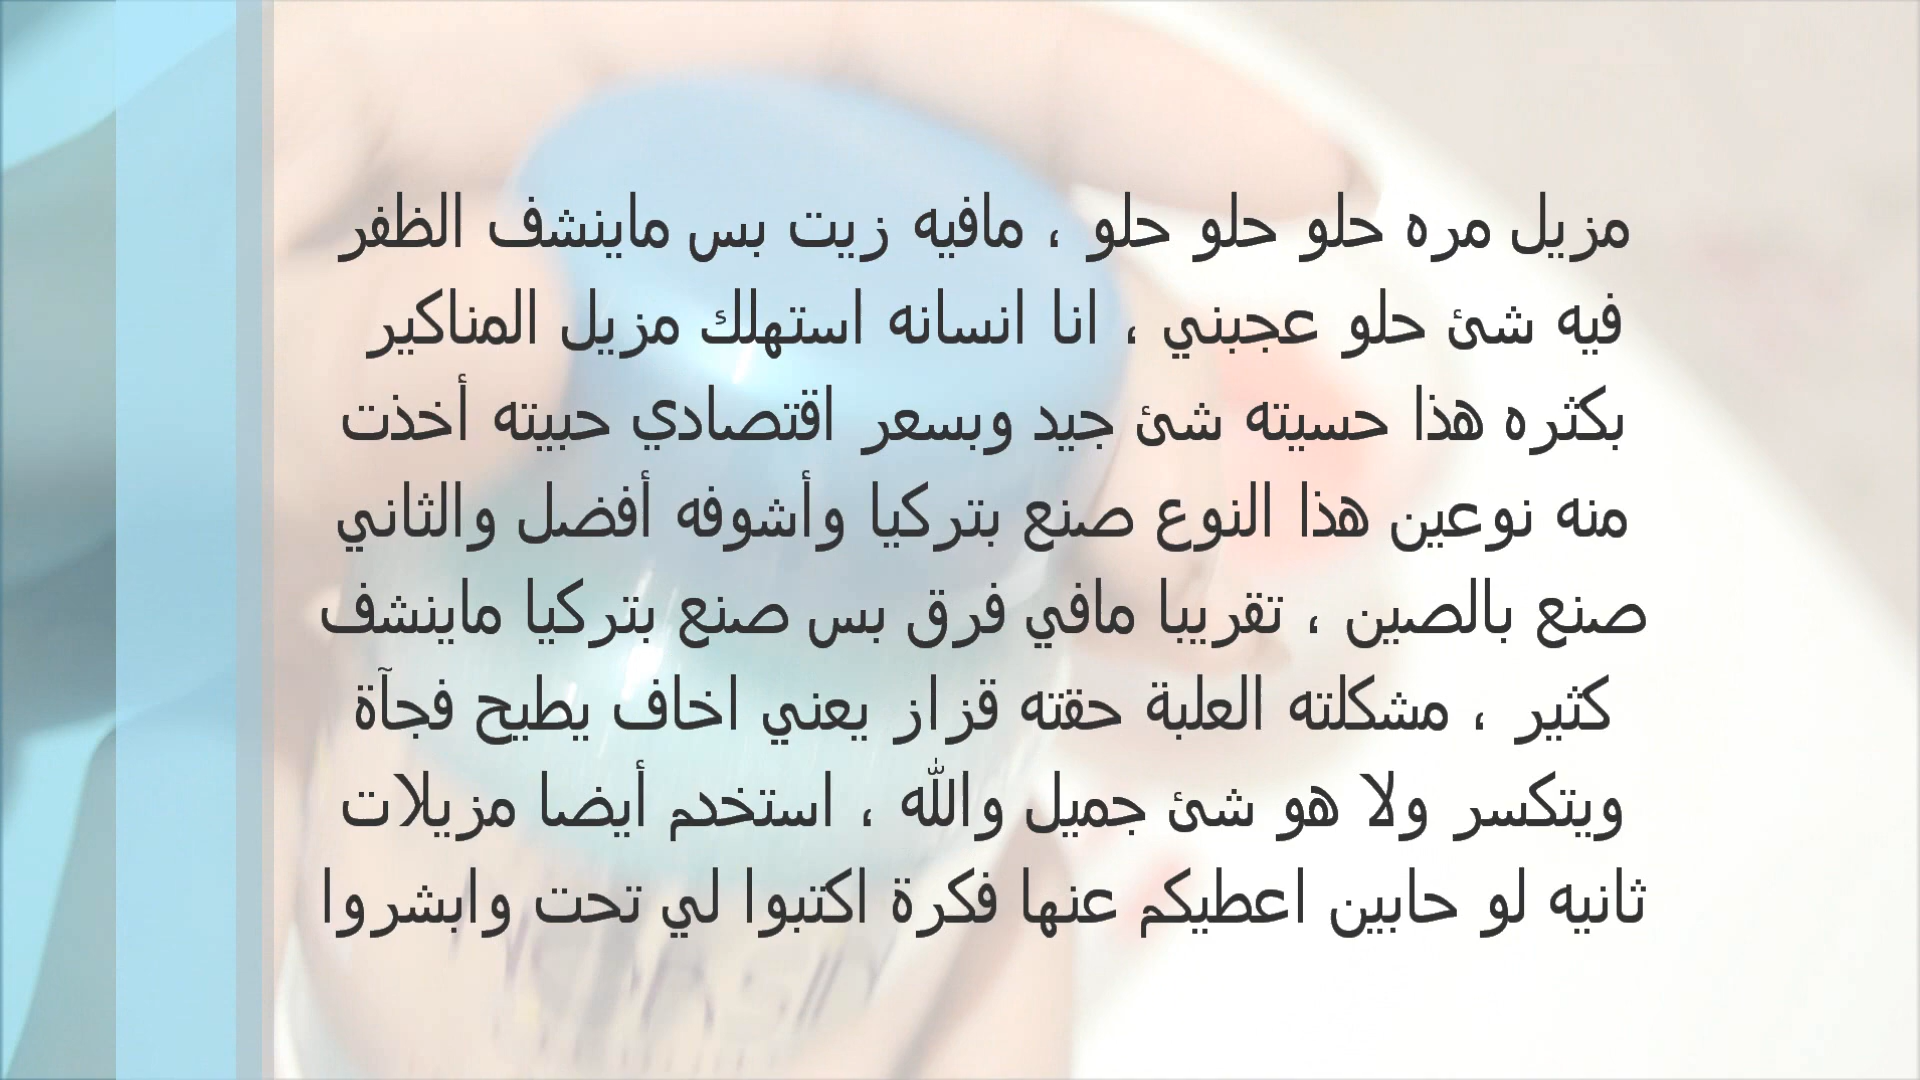 مزيل مره حلو حلو حلو ، مافيه زيت بس ماينشف الظفر
فيه شئ حلو عجبني ، انا انسانه استهلك مزيل المناكير
بكثره هذا حسيته شئ جيد وبسعر اقتصادي حبيته أخذت
منه نوعين هذا النوع صنع بتركيا وأشوفه أفضل والثاني
صنع بالصين ، تقريبا مافي فرق بس صنع بتركيا ماينشف
كثير ، مشكلته العلبة حقته قزاز يعني اخاف يطيح فجآة
ويتكسر ولا هو شئ جميل والله ، استخدم أيضا مزيلات
ثانيه لو حابين اعطيكم عنها فكرة اكتبوا لي تحت وابشروا